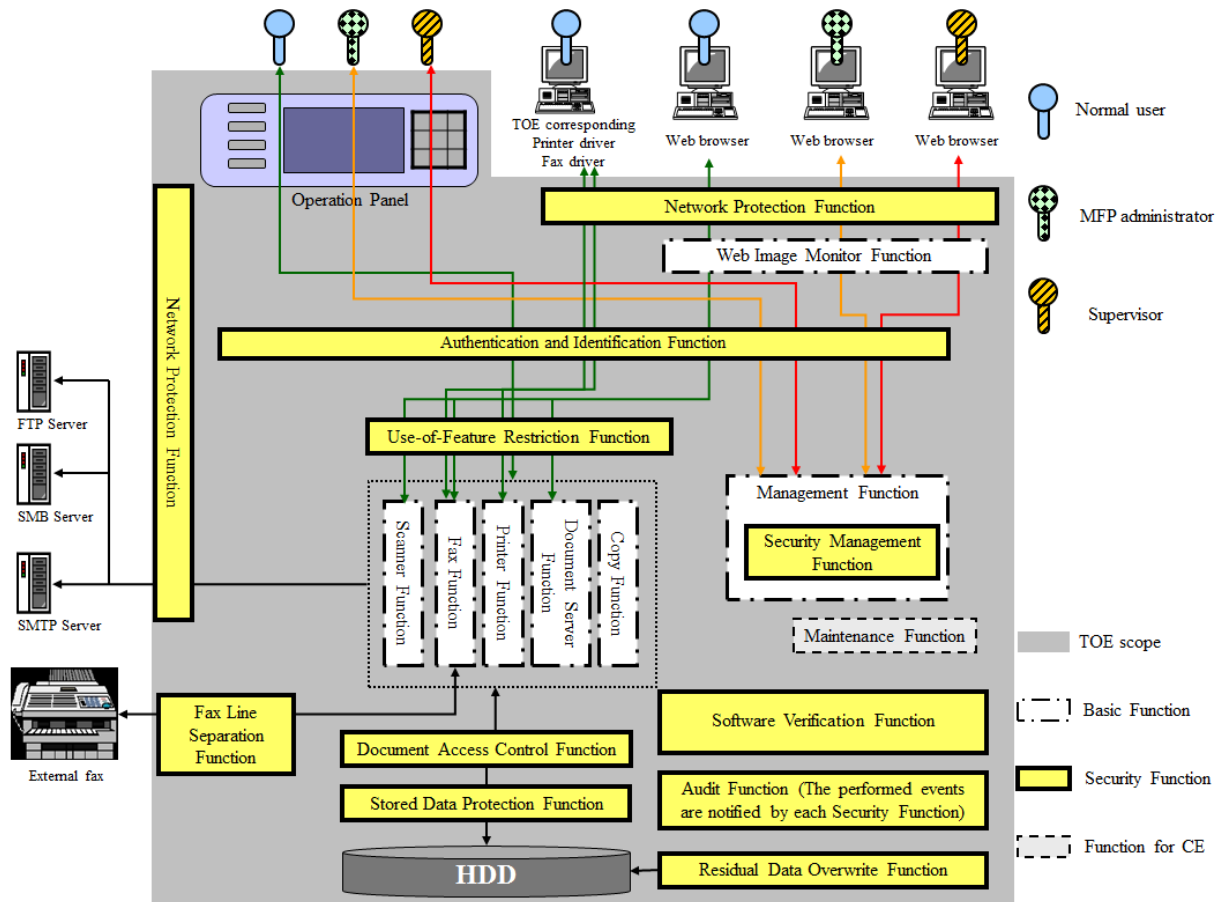 TOE corresponding
Printer driver
Fax driver
Web browser
Web browser
Web browser
Normal user
MFP administrator
Supervisor
Operation Panel
Network Protection Function
Web Image Monitor Function
Network Protection Function
Authentication and Identification Function
FTP Server
SMB Server
SMTP Server
Use-of-Feature Restriction Function
Scanner Function
Fax Function
Printer Function
Document Server
Function
Copy Function
Management Function
Security Management
Function
Maintenance Function
TOE scope
Basic Function
Security Function
Function for CE
External fax
Fax Line
Separation
Function
Document Access Control Function
Stored Data Protection Function
HDD
Software Verification Function
Audit Function (The performed events
are notified by each Security Function)
Residual Data Overwrite Function